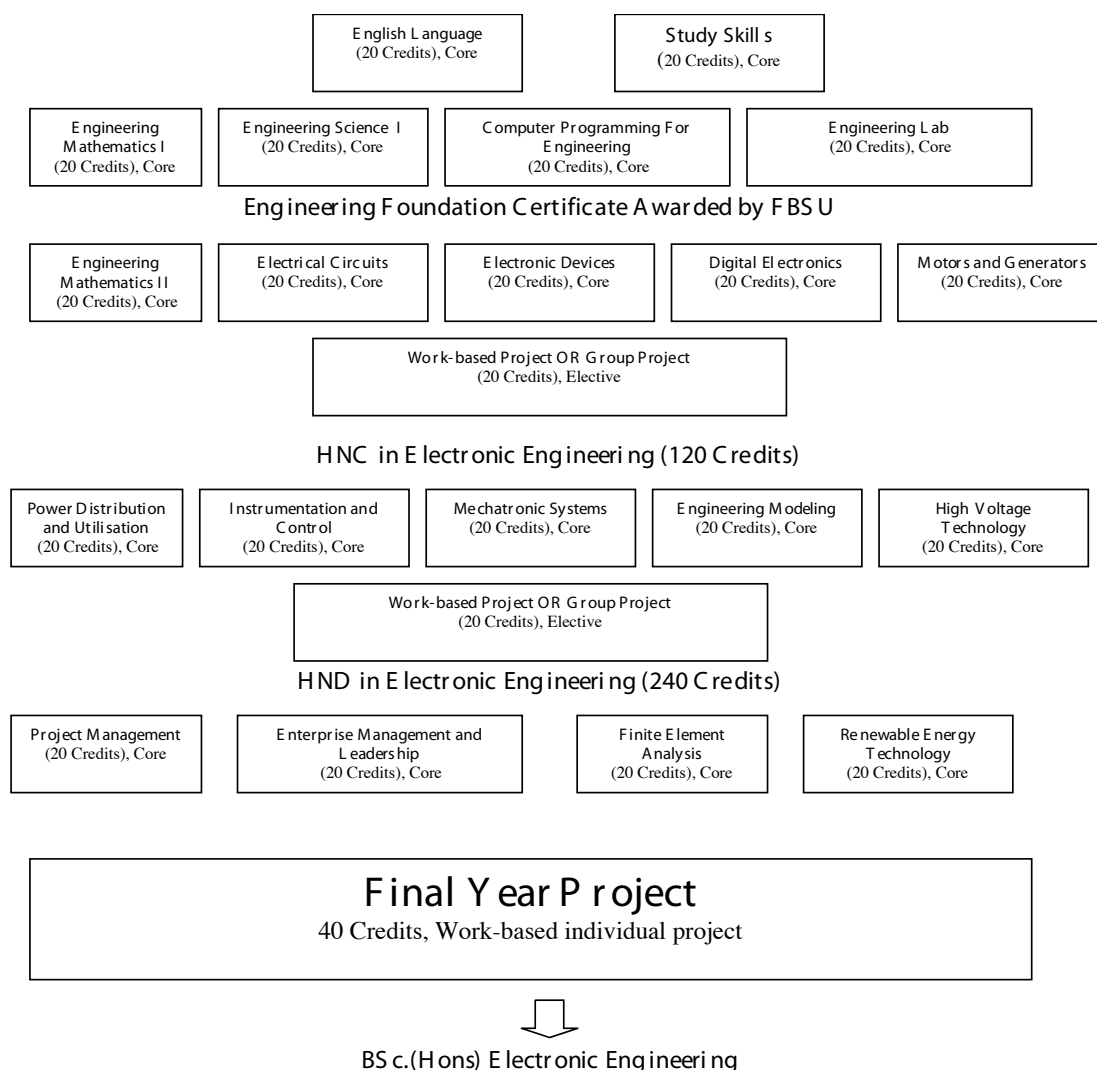 English Language
(20 Credits), Core
Study Skills
(20 Credits), Core
Engineering
Mathematics I
(20 Credits), Core
Engineering Science I
(20 Credits), Core
Computer Programming For
Engineering
(20 Credits), Core
Engineering Lab
(20 Credits), Core
Engineering Foundation Certificate Awarded by FBSU
Engineering
Mathematics II
(20 Credits), Core
Electrical Circuits
(20 Credits), Core
Electronic Devices
(20 Credits), Core
Digital Electronics
(20 Credits), Core
Motors and Generators
(20 Credits), Core
Work-based Project OR Group Project
(20 Credits), Elective
HNC in Electronic Engineering (120 Credits)
Power Distribution
and Utilisation
(20 Credits), Core
Instrumentation and
Control
(20 Credits), Core
Mechatronic Systems
(20 Credits), Core
Engineering Modeling
(20 Credits), Core
High Voltage
Technology
(20 Credits), Core
Work-based Project OR Group Project
(20 Credits), Elective
HND in Electronic Engineering (240 Credits)
Project Management
(20 Credits), Core
Enterprise Management and
Leadership
(20 Credits), Core
Finite Element
Analysis
(20 Credits), Core
Renewable Energy
Technology
(20 Credits), Core
Final Year Project
40 Credits, Work-based individual project
BSc.(Hons) Electronic Engineering